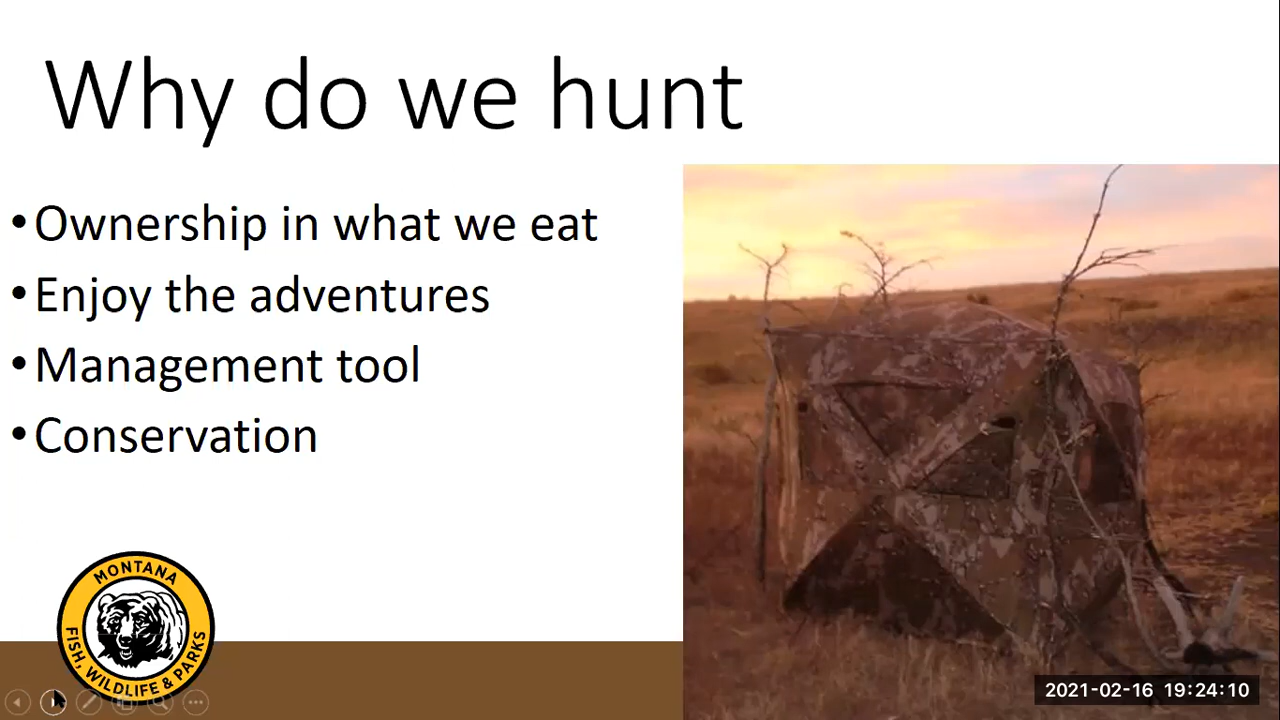 Why do we hunt
•Ownership in what we eat
•Enjoy the adventures
•Management tool
•Conservation
MONTANA
FISH, WILDLIFE & PARKS
2021-02-16 19:24:10